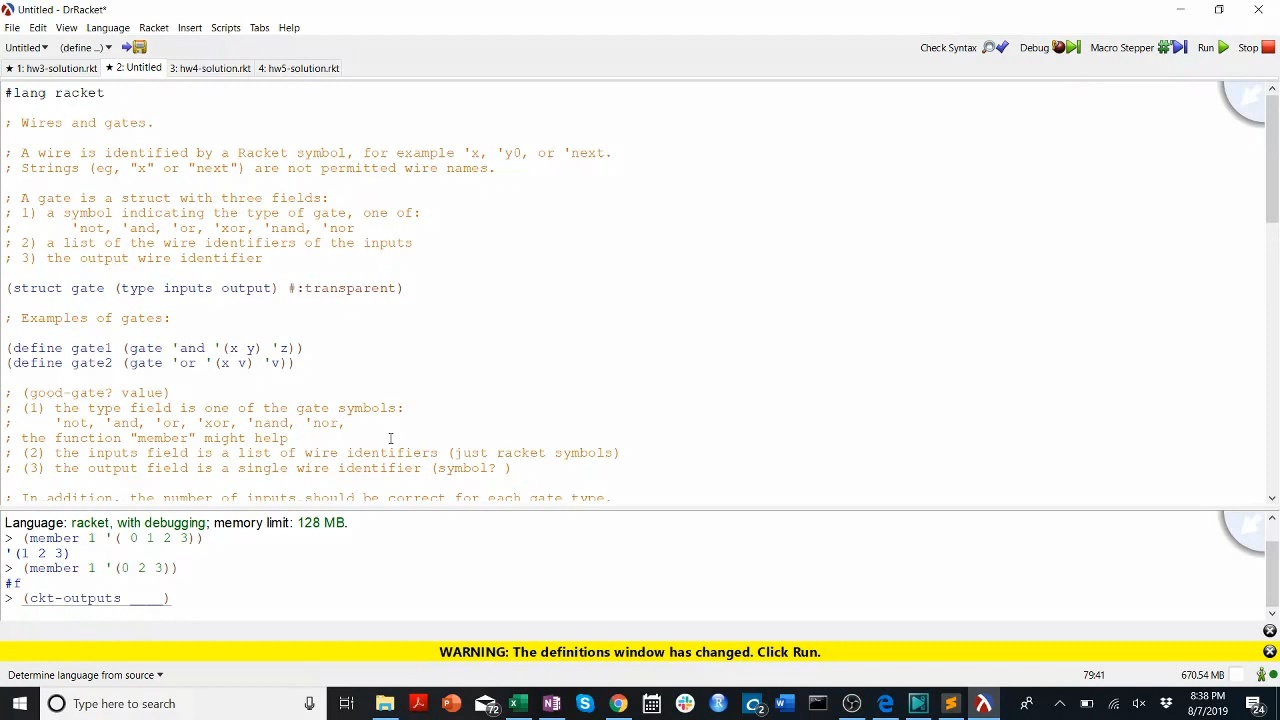 Untitled - DrRacket*
File Edit View Language Racket Insert Scripts Tabs Help
Untitled▾ (define ...)▾ Check Syntax Debug Macro Stepper Run Stop
★ 1: hw3-solution.rkt ★ 2: Untitled 3: hw4-solution.rkt 4: hw5-solution.rkt
#lang racket
; Wires and gates.
; A wire is identified by a Racket symbol, for example 'x, 'y0, or 'next.
; Strings (eg, "x" or "next") are not permitted wire names.
; A gate is a struct with three fields:
; 1) a symbol indicating the type of gate, one of:
;       'not, 'and, 'or, 'xor, 'nand, 'nor
; 2) a list of the wire identifiers of the inputs
; 3) the output wire identifier
(struct gate (type inputs output) #:transparent)
; Examples of gates:
(define gate1 (gate 'and '(x y) 'z))
(define gate2 (gate 'or '(x v) 'v))
; (good-gate? value)
; (1) the type field is one of the gate symbols:
;     'not, 'and, 'or, 'xor, 'nand, 'nor,
; the function "member" might help
; (2) the inputs field is a list of wire identifiers (just racket symbols)
; (3) the output field is a single wire identifier (symbol? )
; In addition, the number of inputs should be correct for each gate type.
Language: racket, with debugging; memory limit: 128 MB.
> (member 1 '( 0 1 2 3))
'(1 2 3)
> (member 1 '(0 2 3))
#f
> (ckt-outputs ____)
WARNING: The definitions window has changed. Click Run.
Determine language from source▾ 79:41 670.54 MB
Type here to search 72 8:38 PM
8/7/2019 24